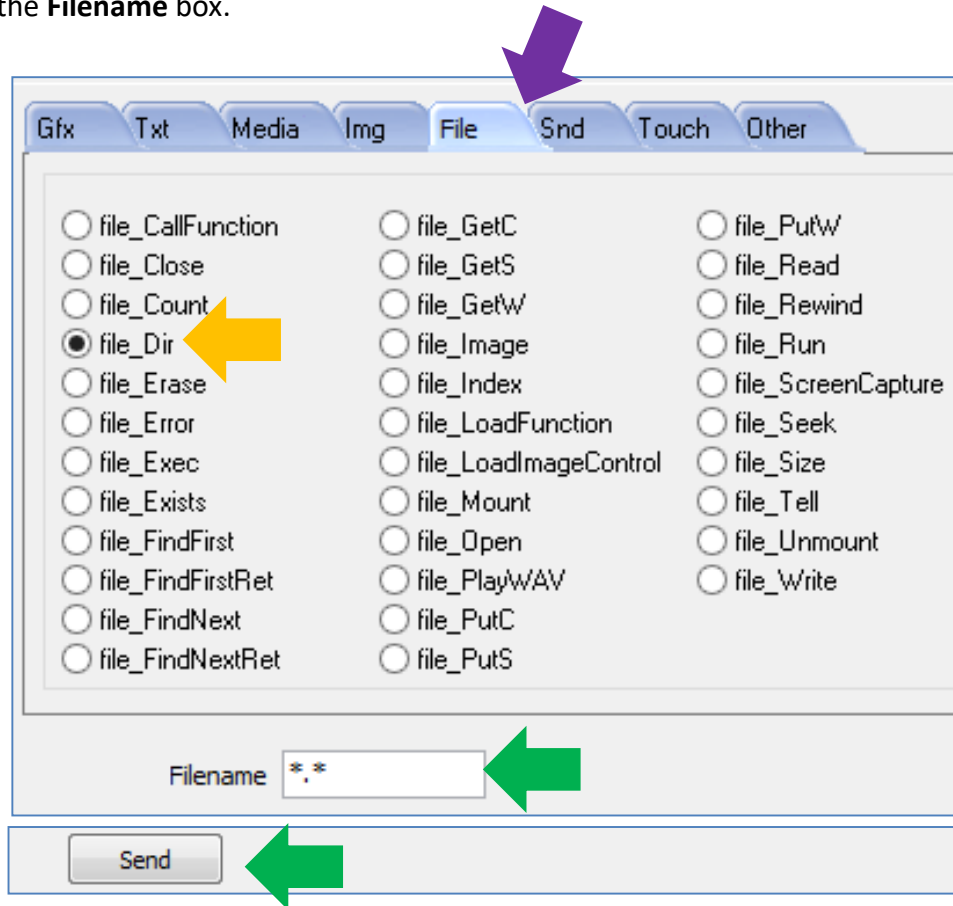 the Filename box.
Gfx Txt Media Img File Snd Touch Other
file_CallFunction file_GetC file_PutW
file_Close file_GetS file_Read
file_Count file_GetW file_Rewind
file_Dir file_Image file_Run
file_Erase file_Index file_ScreenCapture
file_Error file_LoadFunction file_Seek
file_Exec file_LoadImageControl file_Size
file_Exists file_Mount file_Tell
file_FindFirst file_Open file_Unmount
file_FindFirstRet file_PlayWAV file_Write
file_FindNext file_PutC
file_FindNextRet file_PutS
Filename *.*
Send